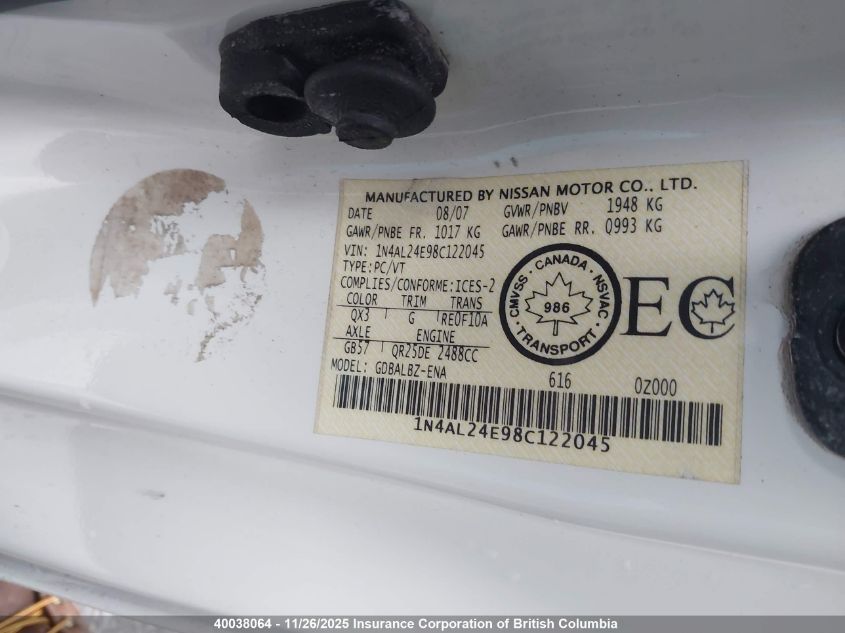 MANUFACTURED BY NISSAN MOTOR CO., LTD.
DATE 08/07 GVWR/PNBV 1948 KG
GAWR/PNBE FR. 1017 KG GAWR/PNBE RR. 0993 KG
VIN: 1N4AL24E98C122045
TYPE:PC/VT
COMPLIES/CONFORME:ICES-2
COLOR TRIM TRANS
QX3 G RE0F10A
AXLE ENGINE
GB57 QR25DE 2488CC
MODEL: GDBALBZ-ENA
CANADA
CMVSS NSVAC
986
TRANSPORT
EC
616 0Z000
1N4AL24E98C122045
40038064 - 11/26/2025 Insurance Corporation of British Columbia